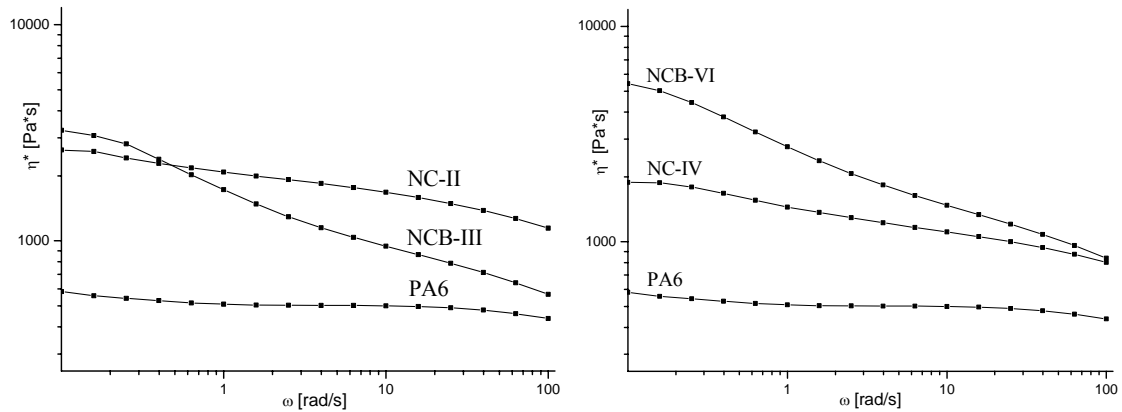 10000
η* [Pa*s]
1000
NC-II
NCB-III
PA6
1
10
100
ω [rad/s]
10000
η* [Pa*s]
1000
NCB-VI
NC-IV
PA6
1
10
100
ω [rad/s]